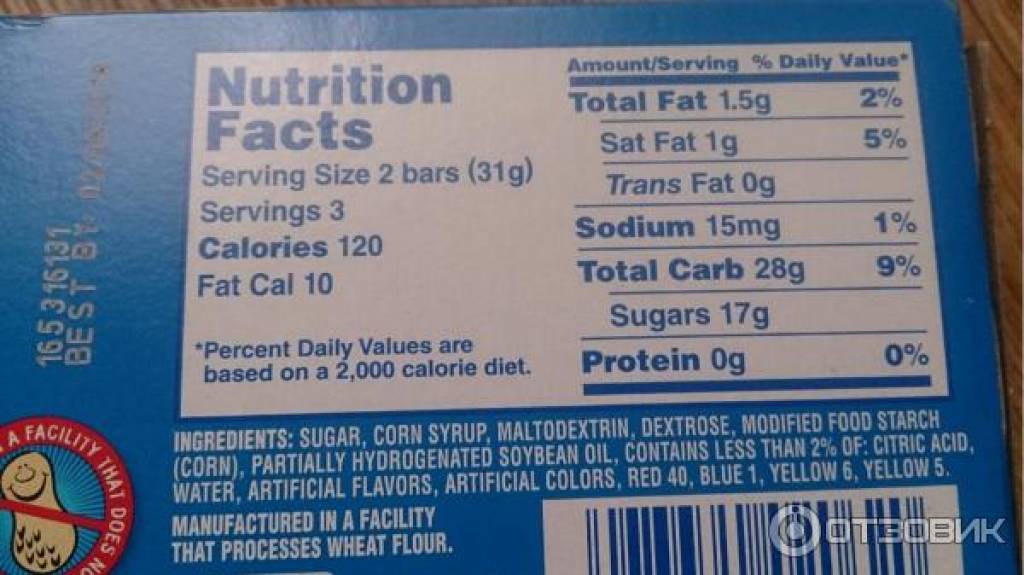 165316131
BEST BY:
Nutrition
Facts
Serving Size 2 bars (31g)
Servings 3
Calories 120
Fat Cal 10
*Percent Daily Values are
based on a 2,000 calorie diet.
Amount/Serving % Daily Value*
Total Fat 1.5g 2%
Sat Fat 1g 5%
Trans Fat 0g
Sodium 15mg 1%
Total Carb 28g 9%
Sugars 17g
Protein 0g 0%
A FACILITY THAT DOES NO
INGREDIENTS: SUGAR, CORN SYRUP, MALTODEXTRIN, DEXTROSE, MODIFIED FOOD STARCH
(CORN), PARTIALLY HYDROGENATED SOYBEAN OIL, CONTAINS LESS THAN 2% OF: CITRIC ACID,
WATER, ARTIFICIAL FLAVORS, ARTIFICIAL COLORS, RED 40, BLUE 1, YELLOW 6, YELLOW 5.
MANUFACTURED IN A FACILITY
THAT PROCESSES WHEAT FLOUR.
ОТЗОВИК